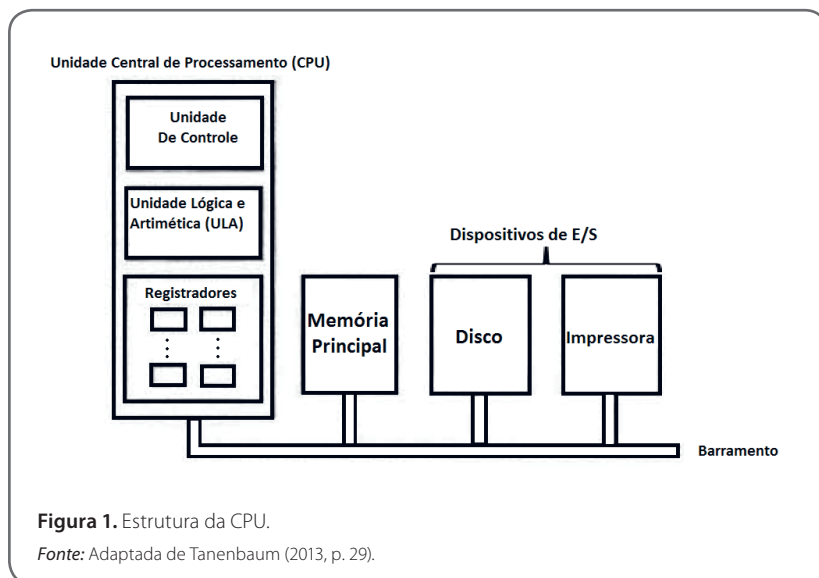 Unidade Central de Processamento (CPU)
Unidade
De Controle
Unidade Lógica e
Artimética (ULA)
Registradores
Memória
Principal
Dispositivos de E/S
Disco
Impressora
Barramento
Figura 1. Estrutura da CPU.
Fonte: Adaptada de Tanenbaum (2013, p. 29).